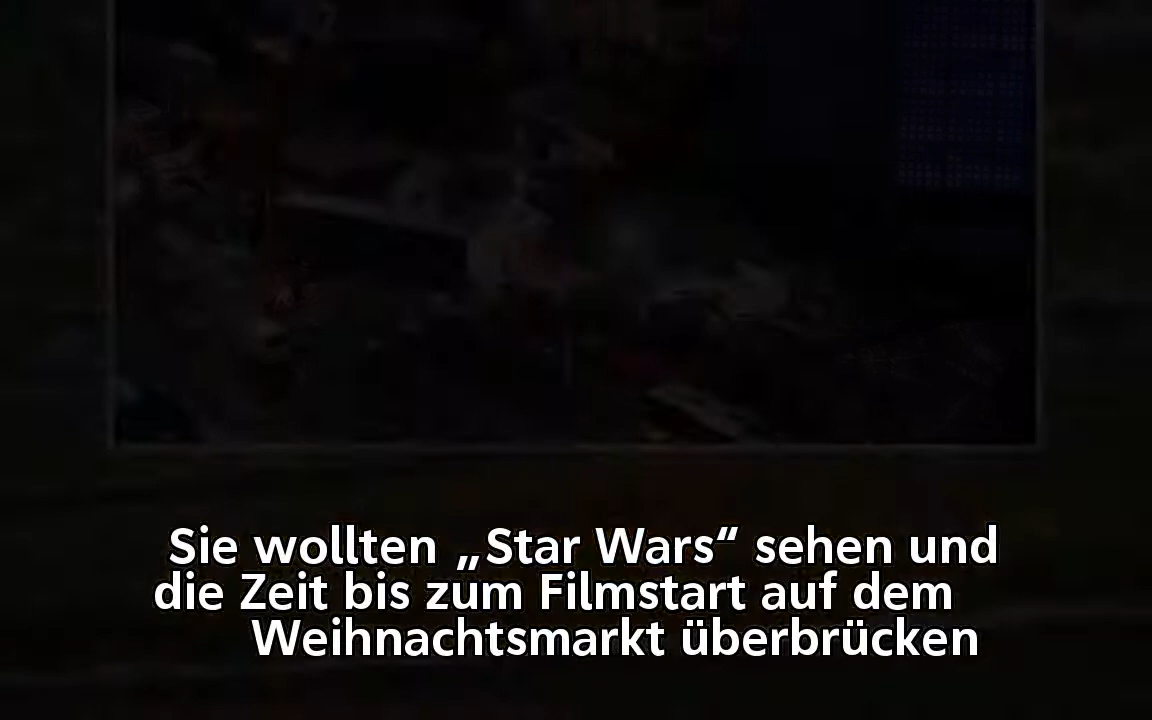 Sie wollten „Star Wars“ sehen und
die Zeit bis zum Filmstart auf dem
Weihnachtsmarkt überbrücken